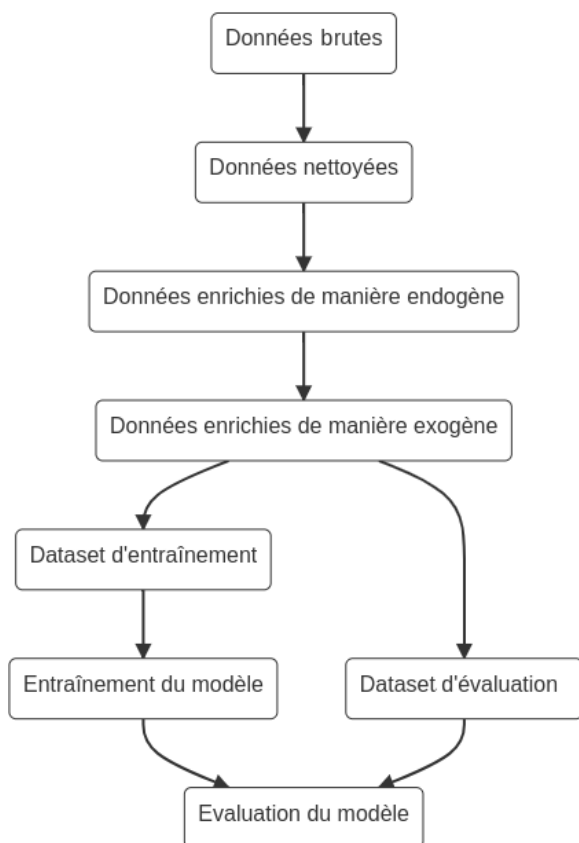 Données brutes
Données nettoyées
Données enrichies de manière endogène
Données enrichies de manière exogène
Dataset d'entraînement
Entraînement du modèle
Dataset d'évaluation
Evaluation du modèle